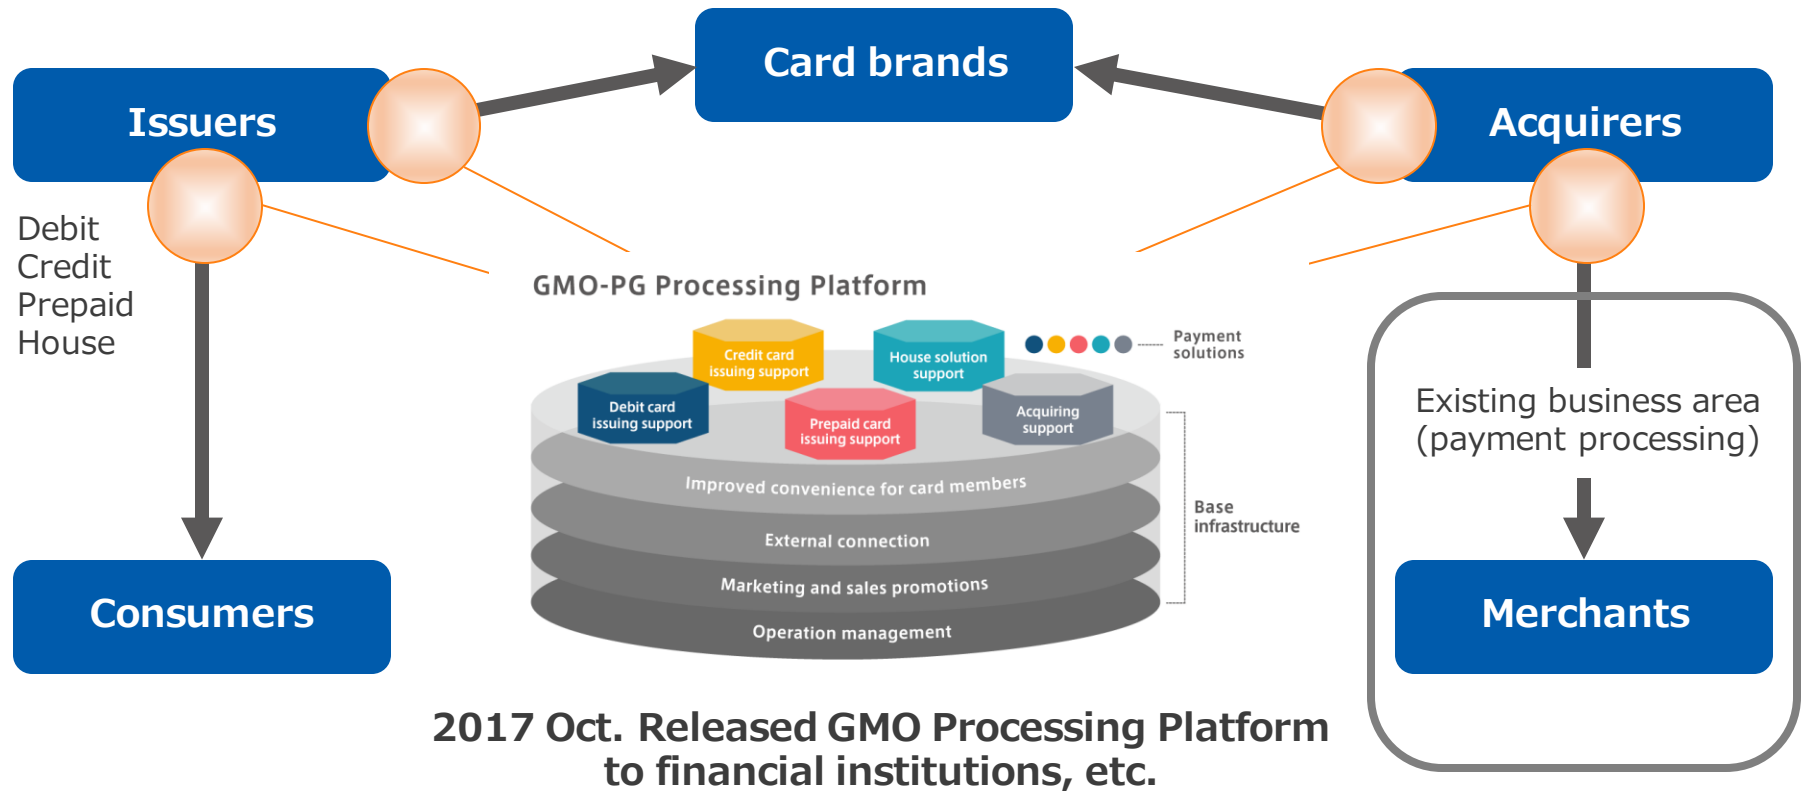 Card brands
Issuers
Acquirers
Debit
Credit
Prepaid
House
GMO-PG Processing Platform
Credit card
issuing support
House solution
support
Payment
solutions
Debit card
issuing support
Prepaid card
issuing support
Acquiring
support
Existing business area
(payment processing)
Improved convenience for card members
External connection
Marketing and sales promotions
Operation management
Base
infrastructure
Consumers
Merchants
2017 Oct. Released GMO Processing Platform
to financial institutions, etc.